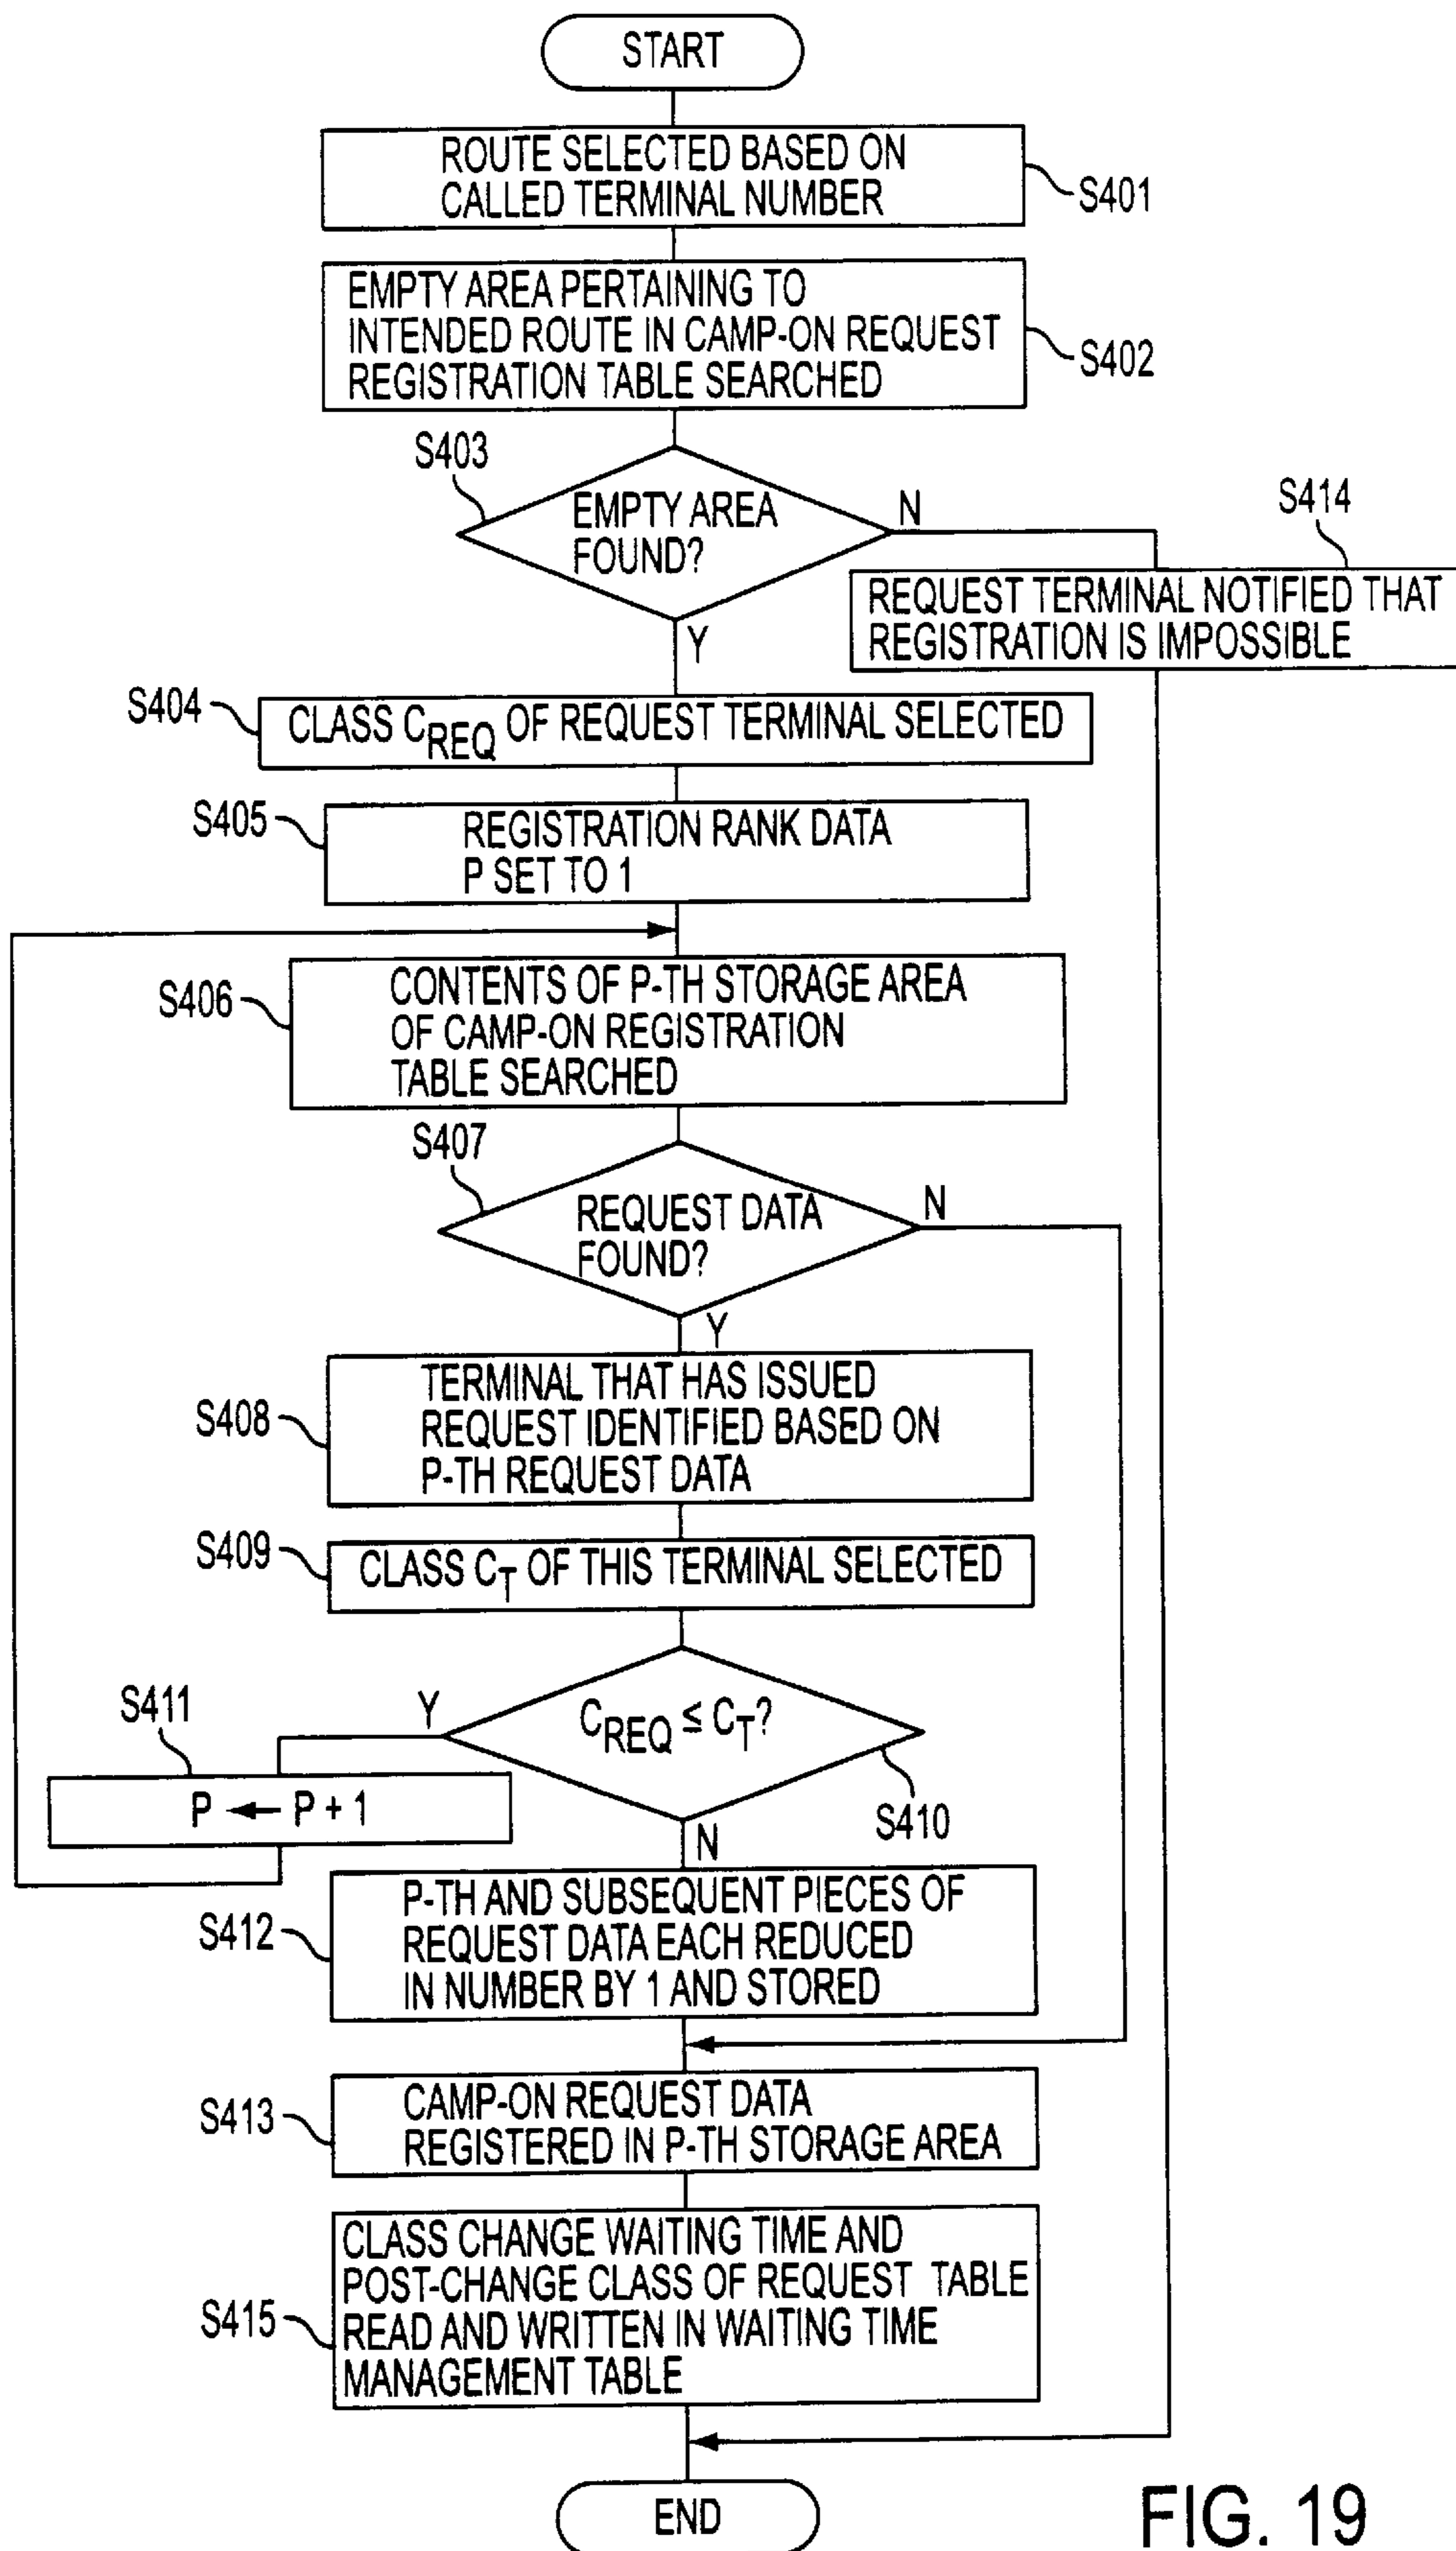 START
ROUTE SELECTED BASED ON
CALLED TERMINAL NUMBER
S401
EMPTY AREA PERTAINING TO
INTENDED ROUTE IN CAMP-ON REQUEST
REGISTRATION TABLE SEARCHED
S402
S403
EMPTY AREA
FOUND?
N
Y
S414
REQUEST TERMINAL NOTIFIED THAT
REGISTRATION IS IMPOSSIBLE
S404
CLASS CREQ OF REQUEST TERMINAL SELECTED
S405
REGISTRATION RANK DATA
P SET TO 1
S406
CONTENTS OF P-TH STORAGE AREA
OF CAMP-ON REGISTRATION
TABLE SEARCHED
S407
REQUEST DATA
FOUND?
N
Y
S408
TERMINAL THAT HAS ISSUED
REQUEST IDENTIFIED BASED ON
P-TH REQUEST DATA
S409
CLASS CT OF THIS TERMINAL SELECTED
S410
CREQ ≤ CT?
Y
N
S411
P ← P + 1
S412
P-TH AND SUBSEQUENT PIECES OF
REQUEST DATA EACH REDUCED
IN NUMBER BY 1 AND STORED
S413
CAMP-ON REQUEST DATA
REGISTERED IN P-TH STORAGE AREA
S415
CLASS CHANGE WAITING TIME AND
POST-CHANGE CLASS OF REQUEST TABLE
READ AND WRITTEN IN WAITING TIME
MANAGEMENT TABLE
END
FIG. 19